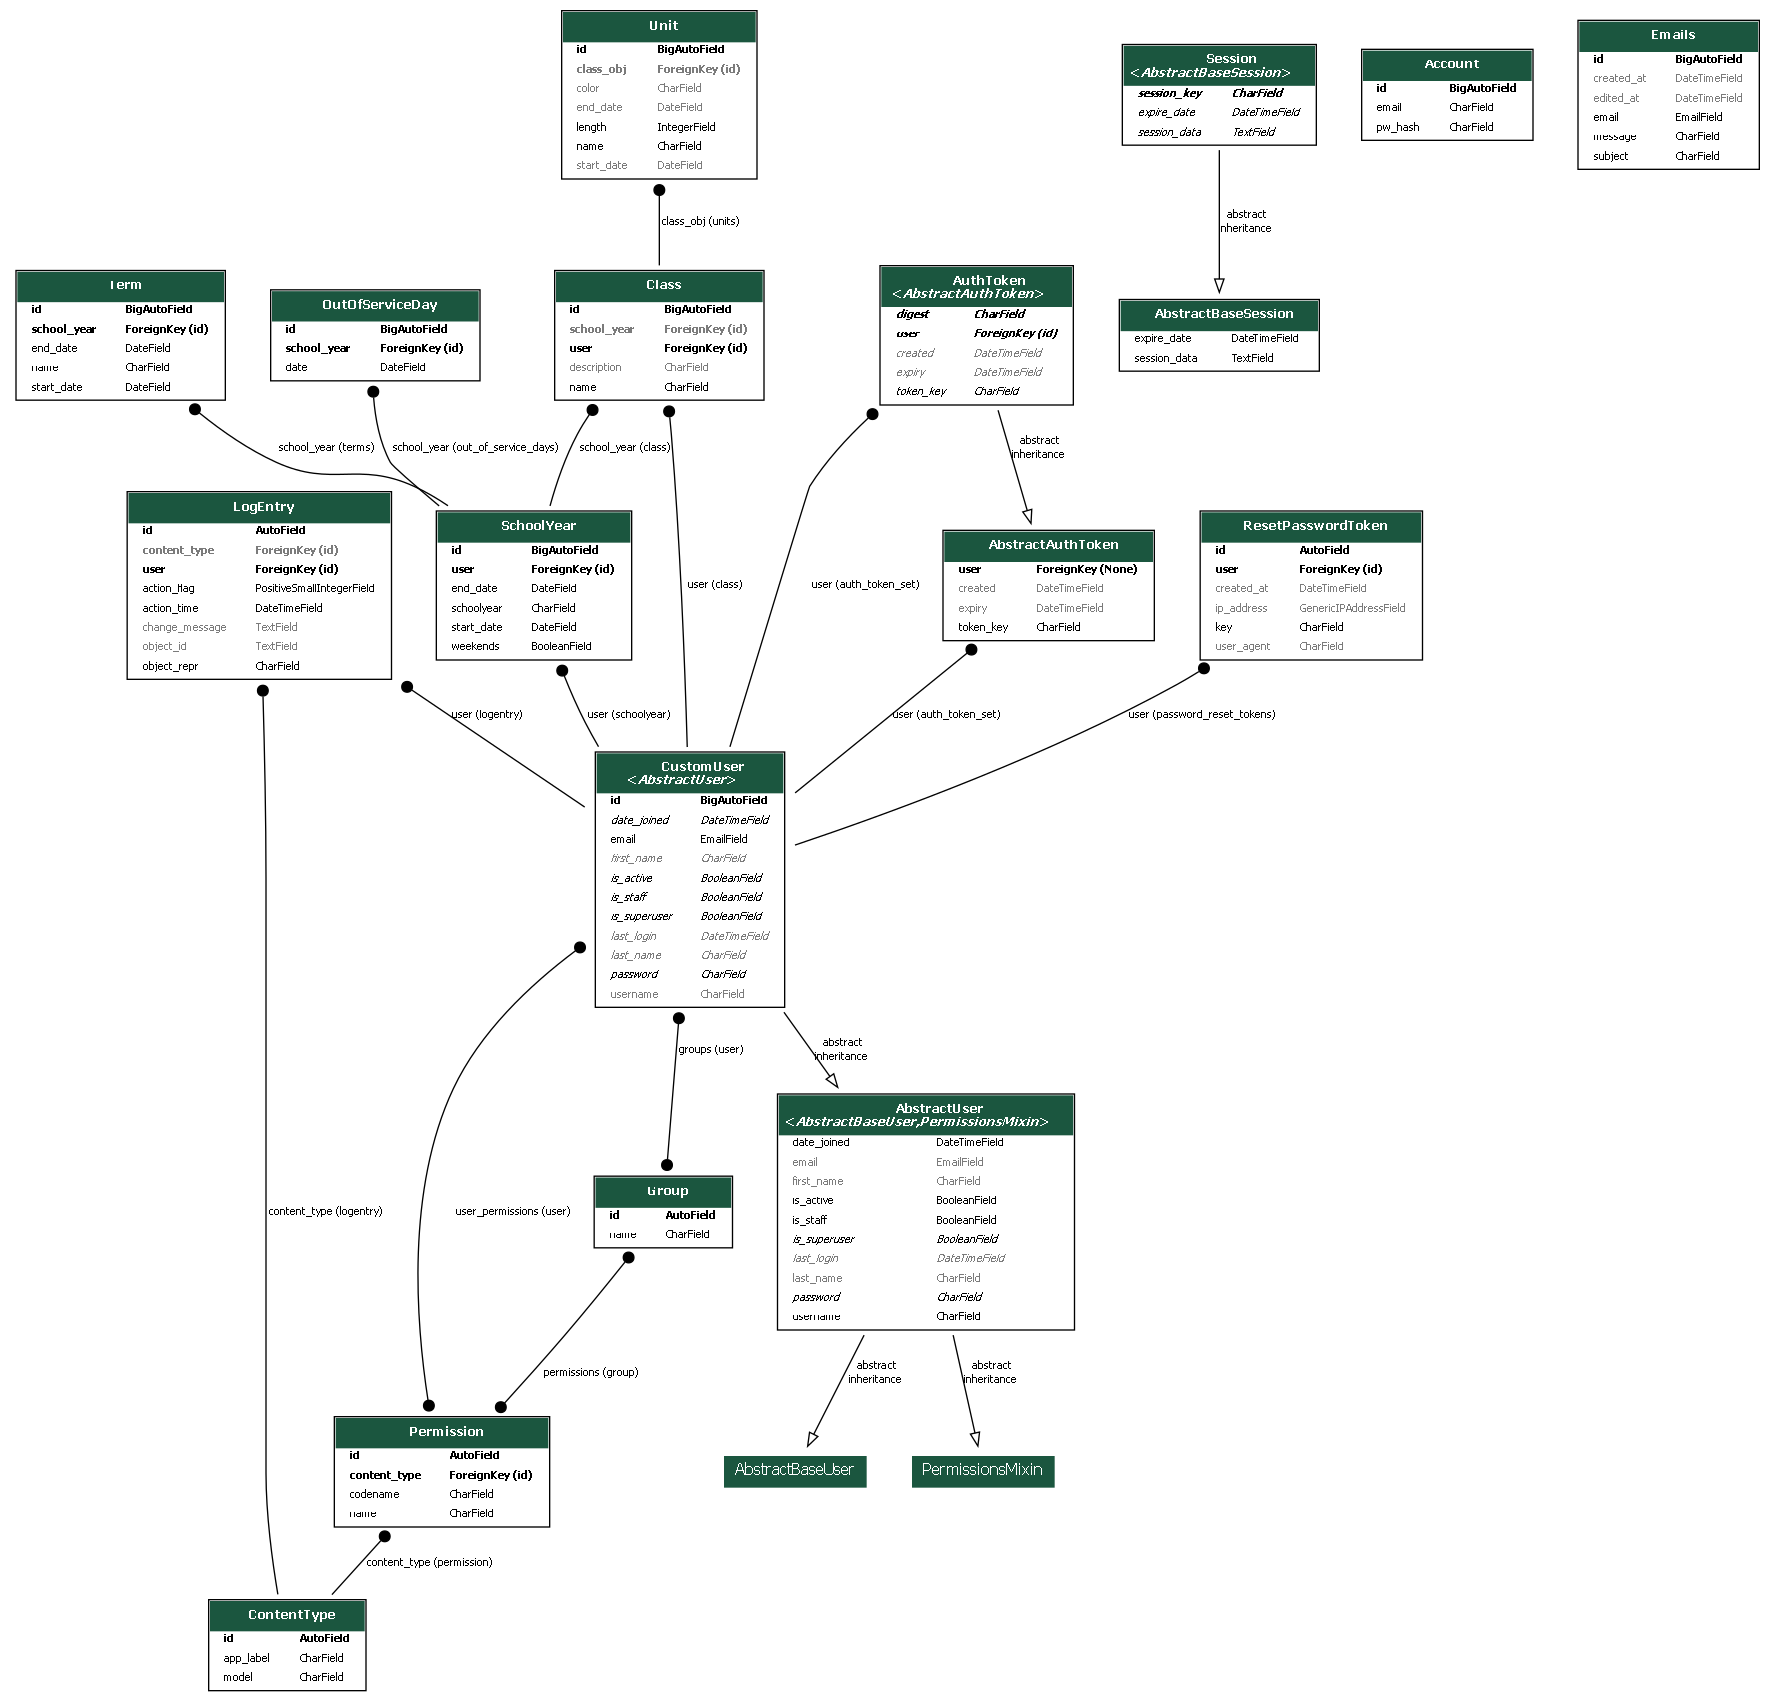 Unit
id BigAutoField
class_obj ForeignKey (id)
color CharField
end_date DateField
length IntegerField
name CharField
start_date DateField
Session
<AbstractBaseSession>
session_key CharField
expire_date DateTimeField
session_data TextField
Account
id BigAutoField
email CharField
pw_hash CharField
Emails
id BigAutoField
created_at DateTimeField
edited_at DateTimeField
email EmailField
message CharField
subject CharField
class_obj (units)
abstract
inheritance
Term
id BigAutoField
school_year ForeignKey (id)
end_date DateField
name CharField
start_date DateField
OutOfServiceDay
id BigAutoField
school_year ForeignKey (id)
date DateField
Class
id BigAutoField
school_year ForeignKey (id)
user ForeignKey (id)
description CharField
name CharField
AuthToken
<AbstractAuthToken>
digest CharField
user ForeignKey (id)
created DateTimeField
expiry DateTimeField
token_key CharField
AbstractBaseSession
expire_date DateTimeField
session_data TextField
school_year (terms)
school_year (out_of_service_days)
school_year (class)
abstract
inheritance
LogEntry
id AutoField
content_type ForeignKey (id)
user ForeignKey (id)
action_flag PositiveSmallIntegerField
action_time DateTimeField
change_message TextField
object_id TextField
object_repr CharField
SchoolYear
id BigAutoField
user ForeignKey (id)
end_date DateField
schoolyear CharField
start_date DateField
weekends BooleanField
user (class)
user (auth_token_set)
AbstractAuthToken
user ForeignKey (None)
created DateTimeField
expiry DateTimeField
token_key CharField
ResetPasswordToken
id AutoField
user ForeignKey (id)
created_at DateTimeField
ip_address GenericIPAddressField
key CharField
user_agent CharField
user (logentry)
user (schoolyear)
user (auth_token_set)
user (password_reset_tokens)
CustomUser
<AbstractUser>
id BigAutoField
date_joined DateTimeField
email EmailField
first_name CharField
is_active BooleanField
is_staff BooleanField
is_superuser BooleanField
last_login DateTimeField
last_name CharField
password CharField
username CharField
groups (user)
abstract
inheritance
AbstractUser
<AbstractBaseUser,PermissionsMixin>
date_joined DateTimeField
email EmailField
first_name CharField
is_active BooleanField
is_staff BooleanField
is_superuser BooleanField
last_login DateTimeField
last_name CharField
password CharField
username CharField
content_type (logentry)
user_permissions (user)
Group
id AutoField
name CharField
permissions (group)
abstract
inheritance
abstract
inheritance
Permission
id AutoField
content_type ForeignKey (id)
codename CharField
name CharField
AbstractBaseUser
PermissionsMixin
content_type (permission)
ContentType
id AutoField
app_label CharField
model CharField